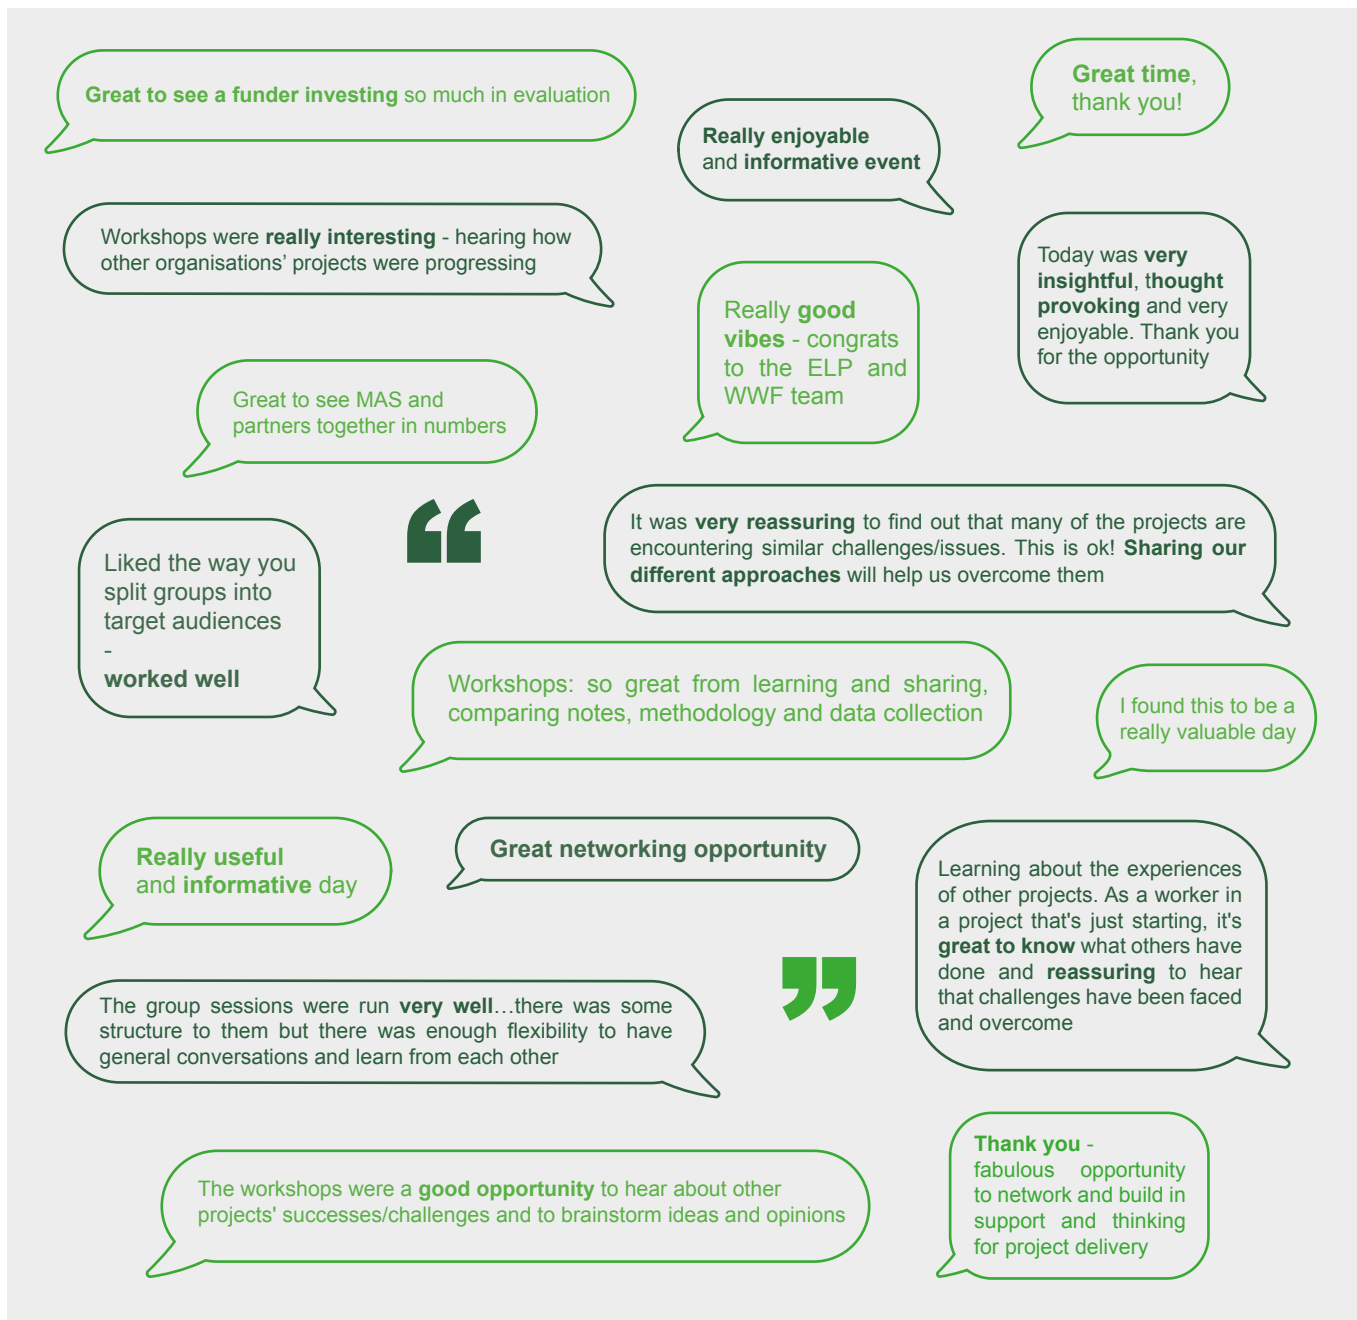 Great to see a funder investing so much in evaluation
Great time,
thank you!
Really enjoyable
and informative event
Workshops were really interesting - hearing how
other organisations’ projects were progressing
Today was very
insightful, thought
provoking and very
enjoyable. Thank you
for the opportunity
Really good
vibes - congrats
to the ELP and
WWF team
Great to see MAS and
partners together in numbers
“
It was very reassuring to find out that many of the projects are
encountering similar challenges/issues. This is ok! Sharing our
different approaches will help us overcome them
Liked the way you
split groups into
target audiences
-
worked well
Workshops: so great from learning and sharing,
comparing notes, methodology and data collection
I found this to be a
really valuable day
Really useful
and informative day
Great networking opportunity
Learning about the experiences
of other projects. As a worker in
a project that's just starting, it's
great to know what others have
done and reassuring to hear
that challenges have been faced
and overcome
”
The group sessions were run very well…there was some
structure to them but there was enough flexibility to have
general conversations and learn from each other
Thank you -
fabulous opportunity
to network and build in
support and thinking
for project delivery
The workshops were a good opportunity to hear about other
projects' successes/challenges and to brainstorm ideas and opinions